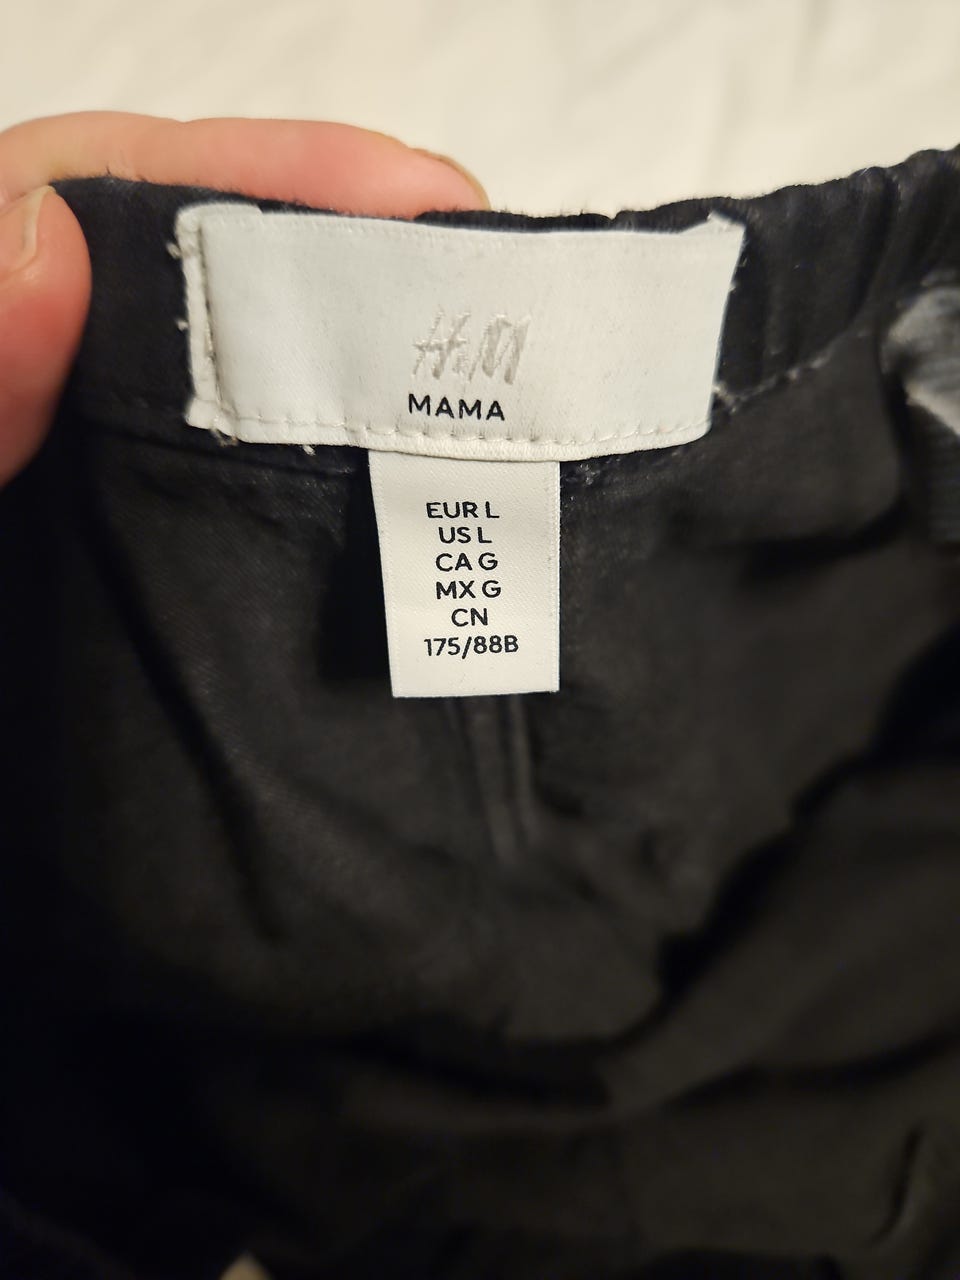 H&M
MAMA
EUR L
US L
CA G
MX G
CN
175/88B